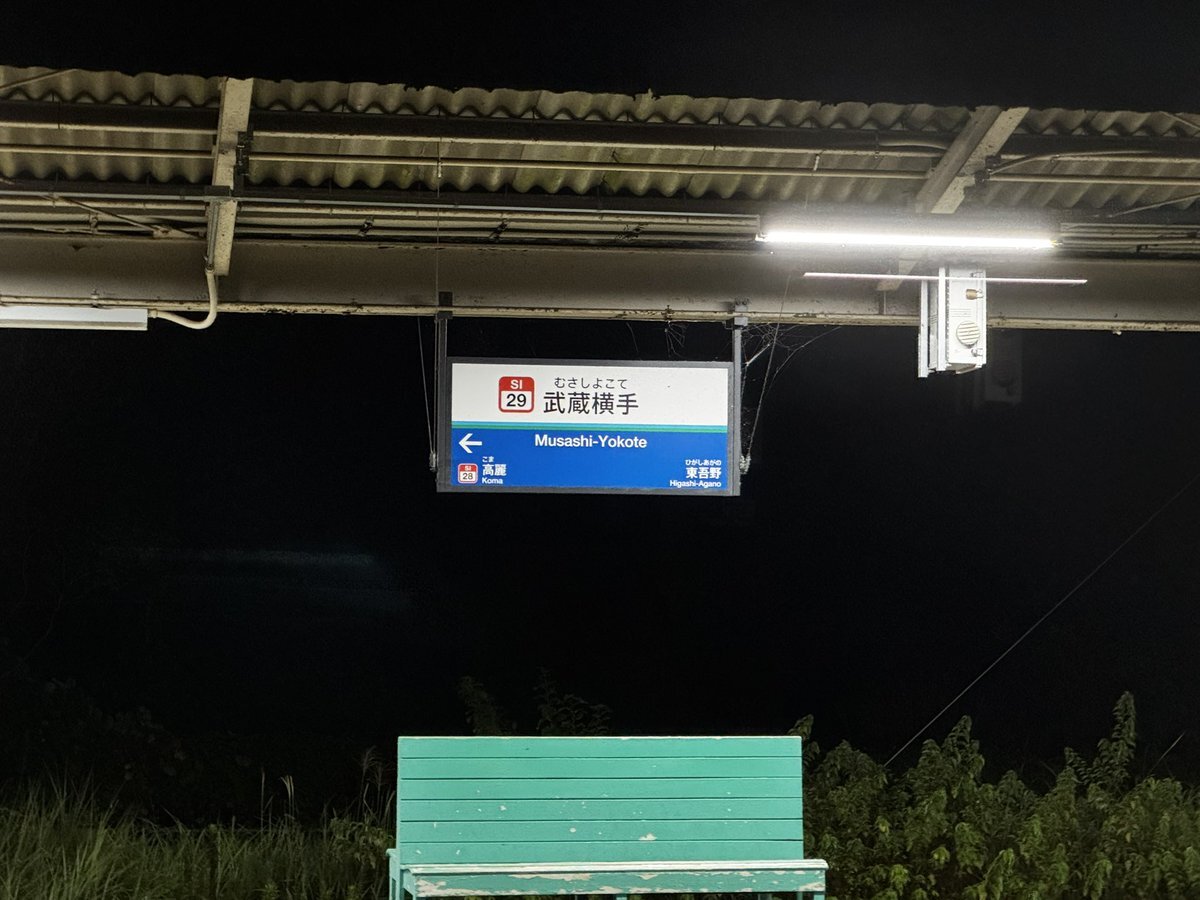 SI
29
むさしよこて
武蔵横手
Musashi-Yokote
←
SI
28
こま
高麗
Koma
ひがしあがの
東吾野
Higashi-Agano